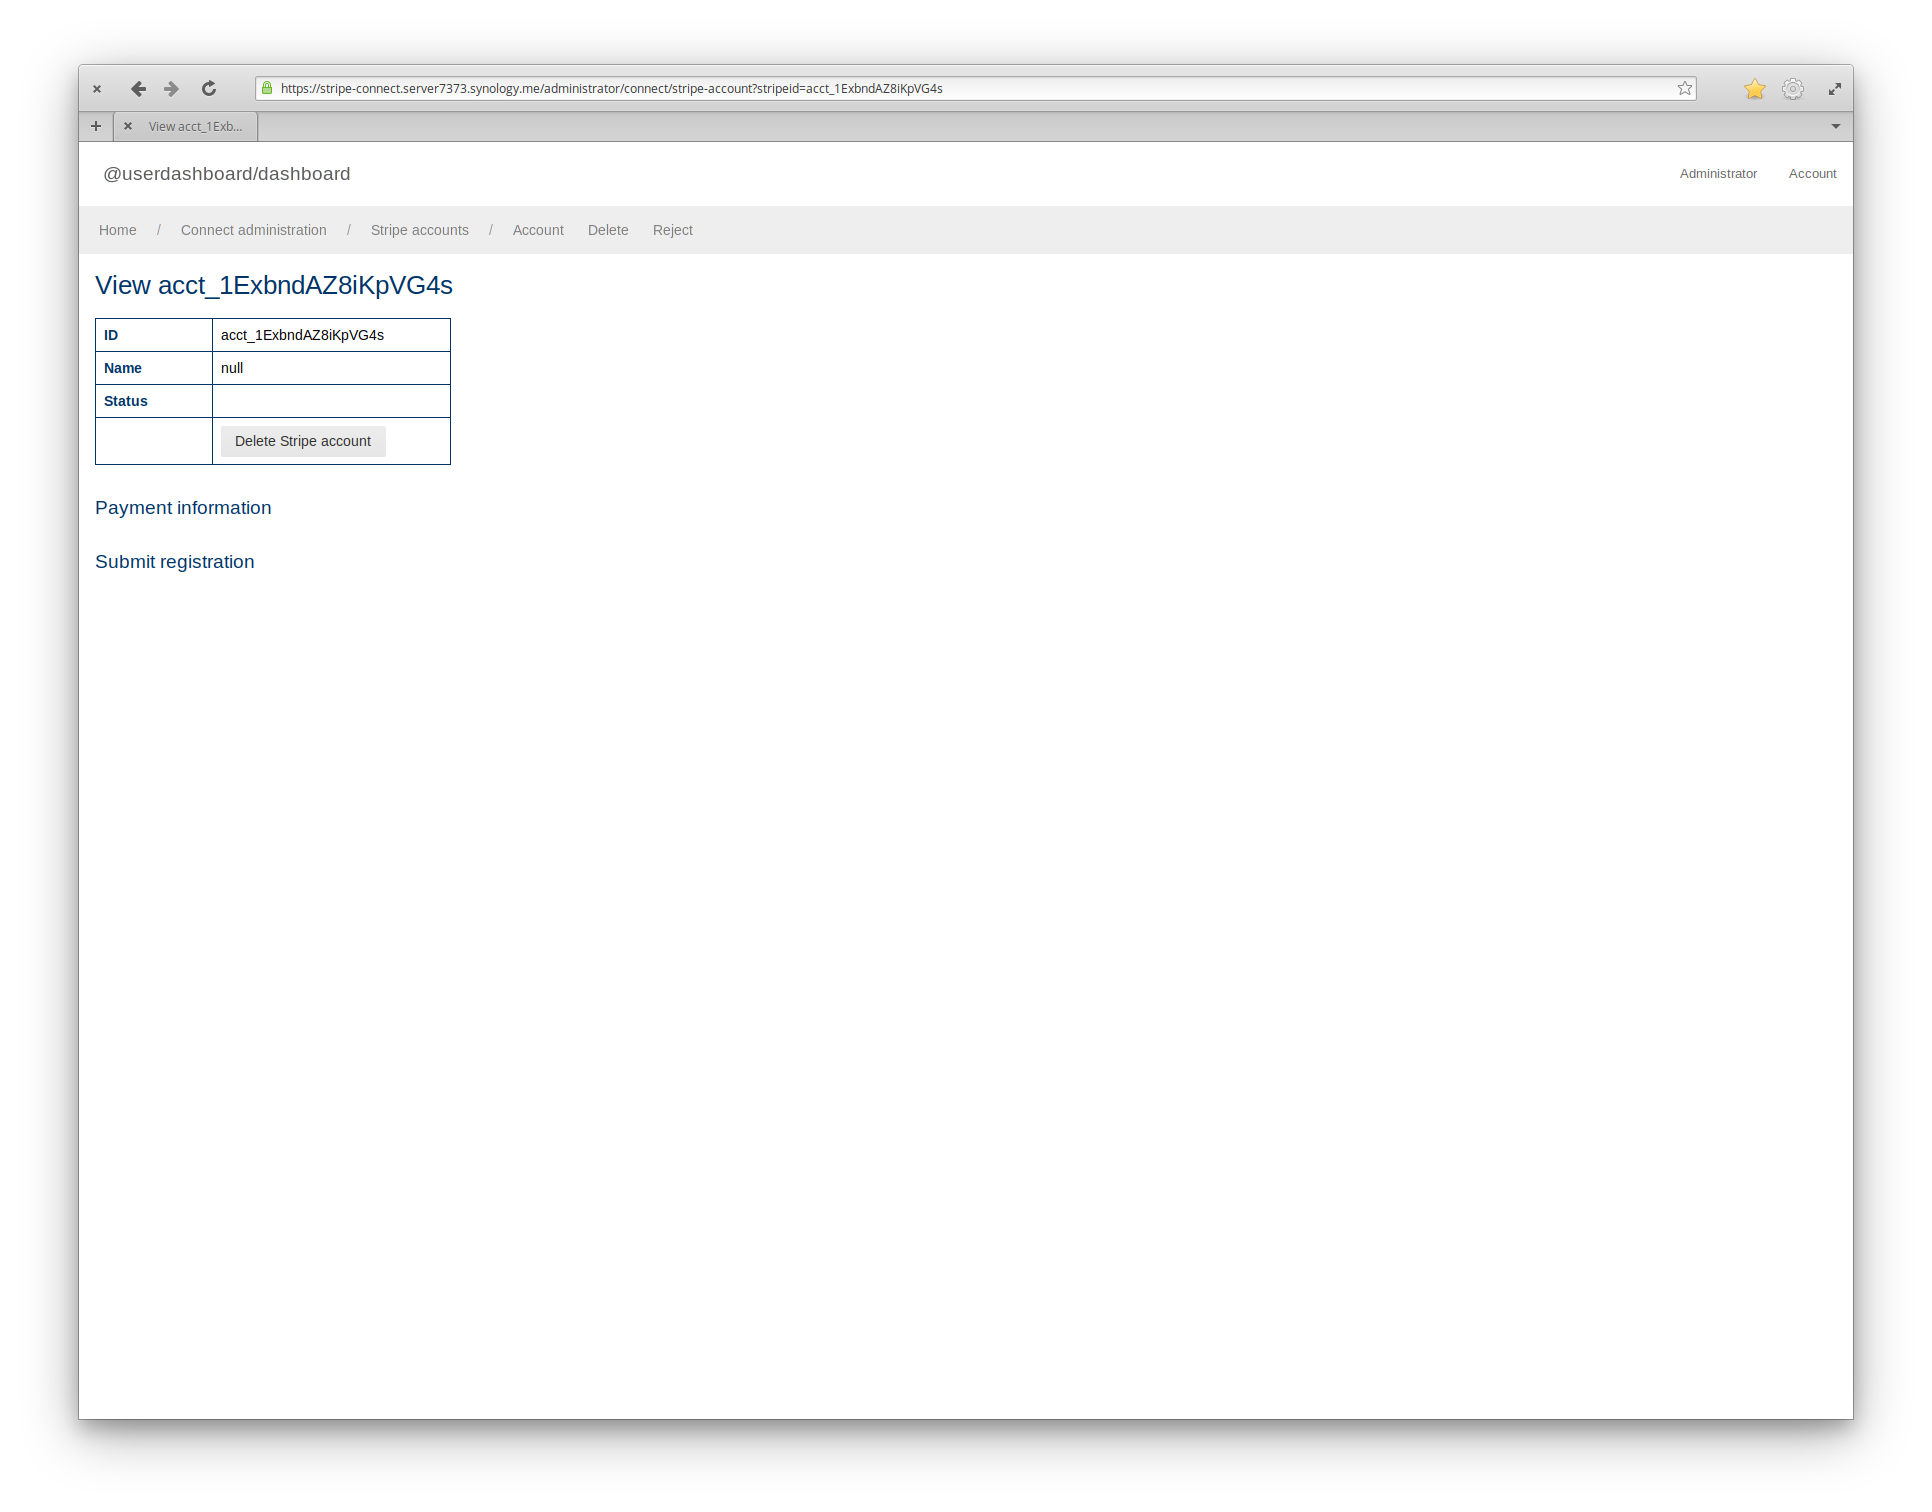 https://stripe-connect.server7373.synology.me/administrator/connect/stripe-account?stripeid=acct_1ExbndAZ8iKpVG4s
View acct_1Exb...
@userdashboard/dashboard
Administrator Account
Home / Connect administration / Stripe accounts / Account Delete Reject
View acct_1ExbndAZ8iKpVG4s
ID acct_1ExbndAZ8iKpVG4s
Name null
Status
Delete Stripe account
Payment information
Submit registration